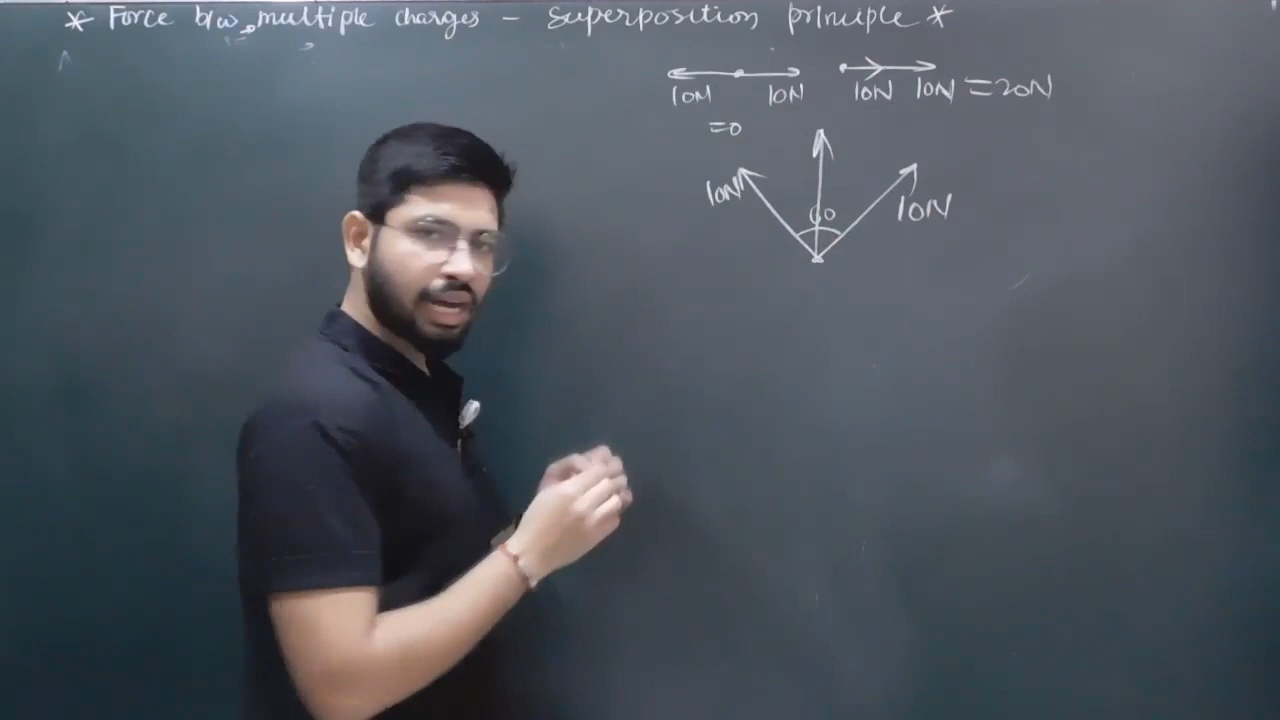 * Force b/w multiple charges - superposition principle *
10N 10N 10N 10N = 20N
= 0
10N 60 10N